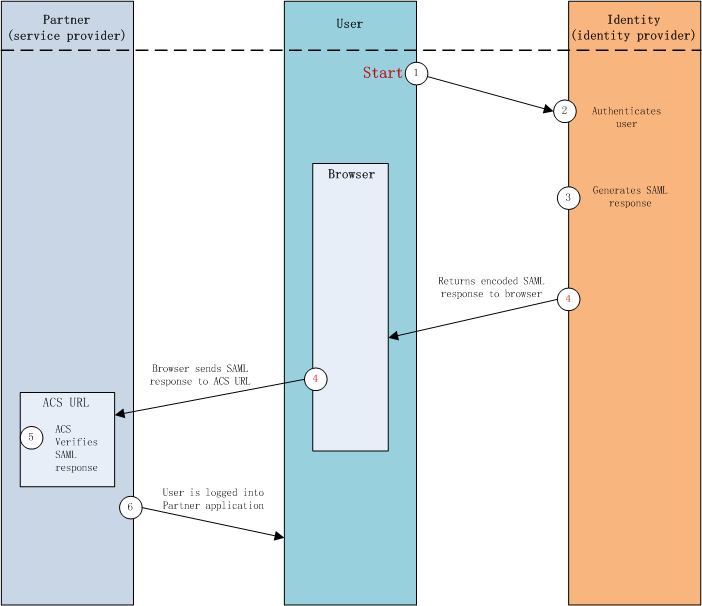 Partner
(service provider)
User
Identity
(identity provider)
Start
1
2
Authenticates
user
Browser
3
Generates SAML
response
Returns encoded SAML
response to browser
4
Browser sends SAML
response to ACS URL
4
ACS URL
5
ACS
Verifies
SAML
response
User is logged into
Partner application
6